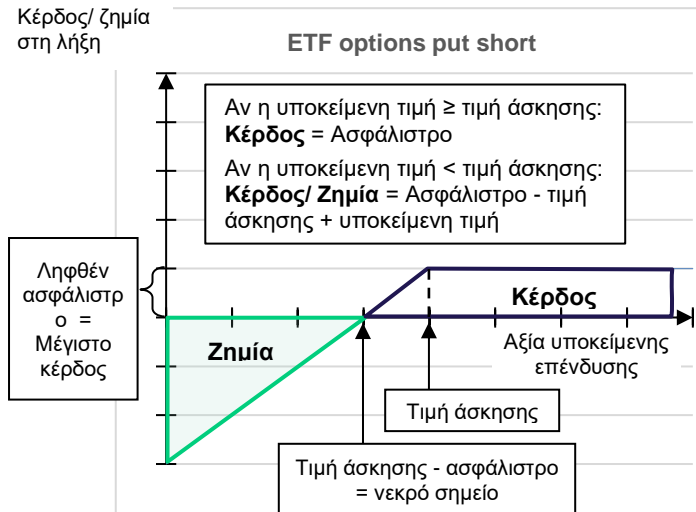 Κέρδος/ ζημία
στη λήξη
ETF options put short
Αν η υποκείμενη τιμή ≥ τιμή άσκησης:
Κέρδος = Ασφάλιστρο
Αν η υποκείμενη τιμή < τιμή άσκησης:
Κέρδος/ Ζημία = Ασφάλιστρο - τιμή
άσκησης + υποκείμενη τιμή
Ληφθέν
ασφάλιστρ
ο =
Μέγιστο
κέρδος
Κέρδος
Ζημία
Αξία υποκείμενης
επένδυσης
Τιμή άσκησης
Τιμή άσκησης - ασφάλιστρο
= νεκρό σημείο